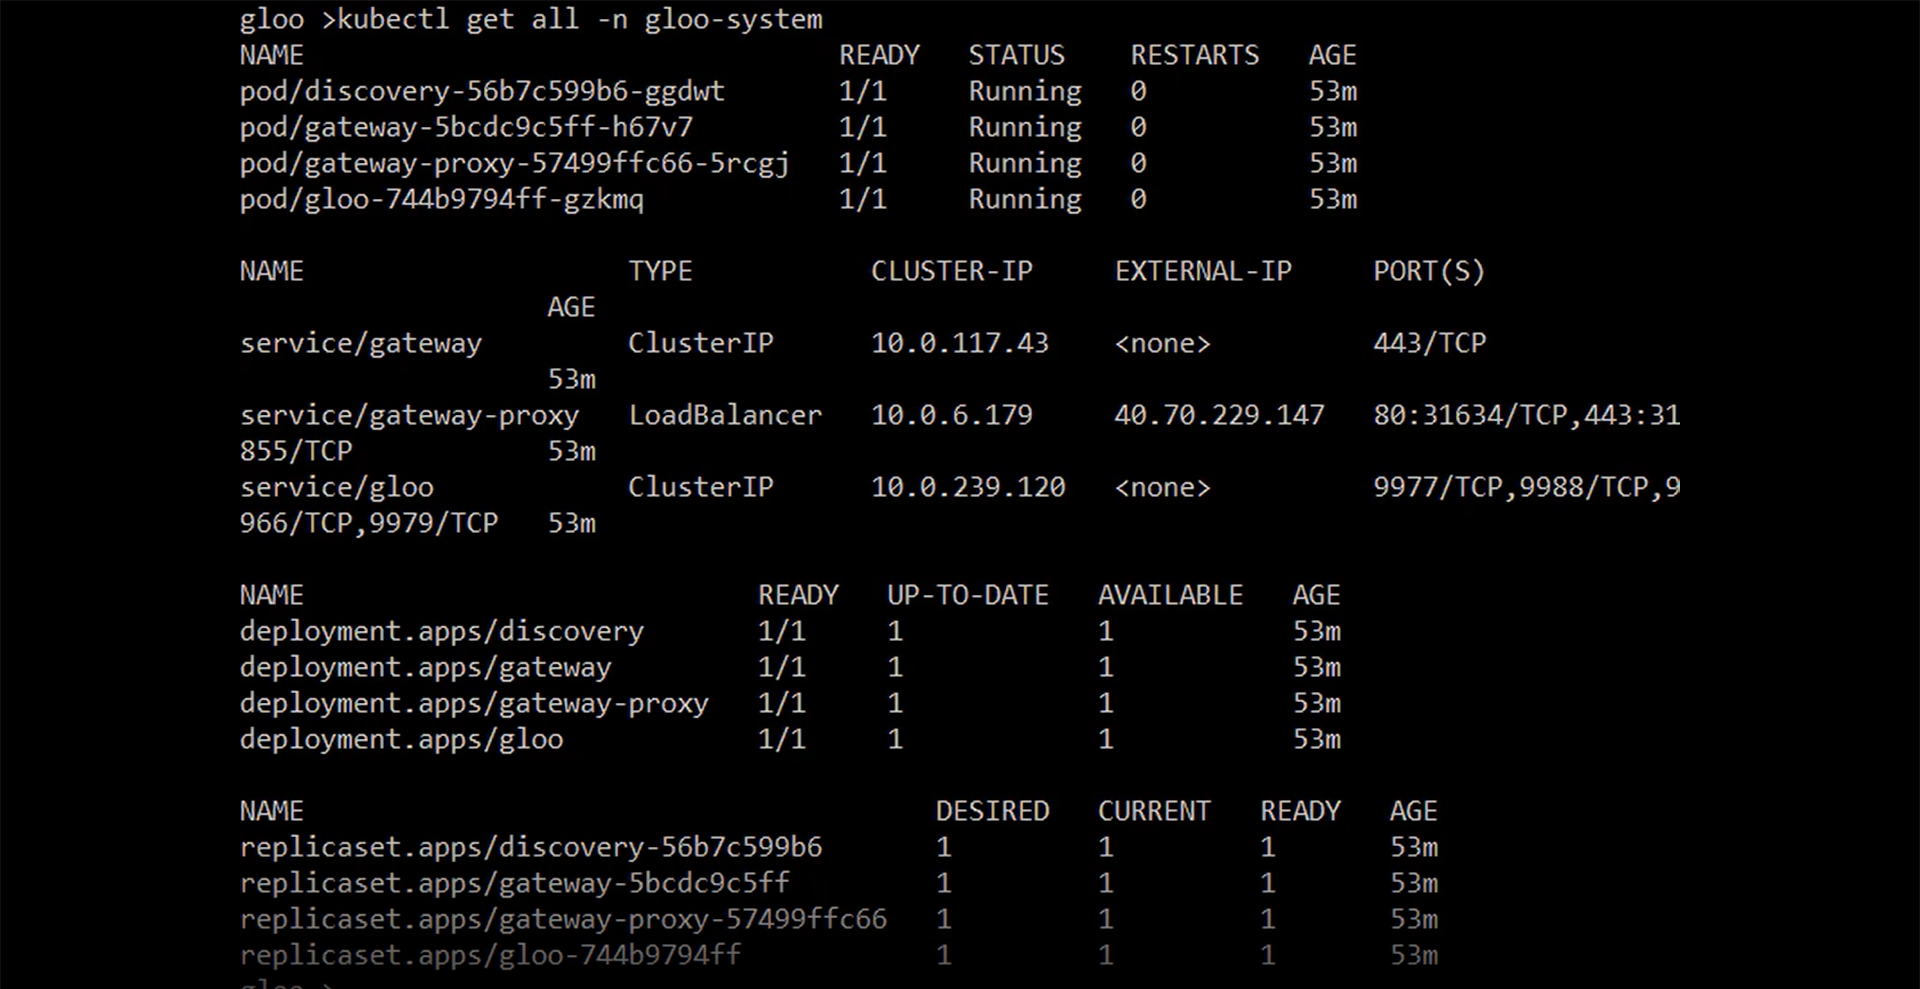 gloo >kubectl get all -n gloo-system
NAME READY STATUS RESTARTS AGE
pod/discovery-56b7c599b6-ggdwt 1/1 Running 0 53m
pod/gateway-5bcdc9c5ff-h67v7 1/1 Running 0 53m
pod/gateway-proxy-57499ffc66-5rcgj 1/1 Running 0 53m
pod/gloo-744b9794ff-gzkmq 1/1 Running 0 53m
NAME TYPE CLUSTER-IP EXTERNAL-IP PORT(S)
AGE
service/gateway ClusterIP 10.0.117.43 <none> 443/TCP
53m
service/gateway-proxy LoadBalancer 10.0.6.179 40.70.229.147 80:31634/TCP,443:31
855/TCP 53m
service/gloo ClusterIP 10.0.239.120 <none> 9977/TCP,9988/TCP,9
966/TCP,9979/TCP 53m
NAME READY UP-TO-DATE AVAILABLE AGE
deployment.apps/discovery 1/1 1 1 53m
deployment.apps/gateway 1/1 1 1 53m
deployment.apps/gateway-proxy 1/1 1 1 53m
deployment.apps/gloo 1/1 1 1 53m
NAME DESIRED CURRENT READY AGE
replicaset.apps/discovery-56b7c599b6 1 1 1 53m
replicaset.apps/gateway-5bcdc9c5ff 1 1 1 53m
replicaset.apps/gateway-proxy-57499ffc66 1 1 1 53m
replicaset.apps/gloo-744b9794ff 1 1 1 53m
gloo >